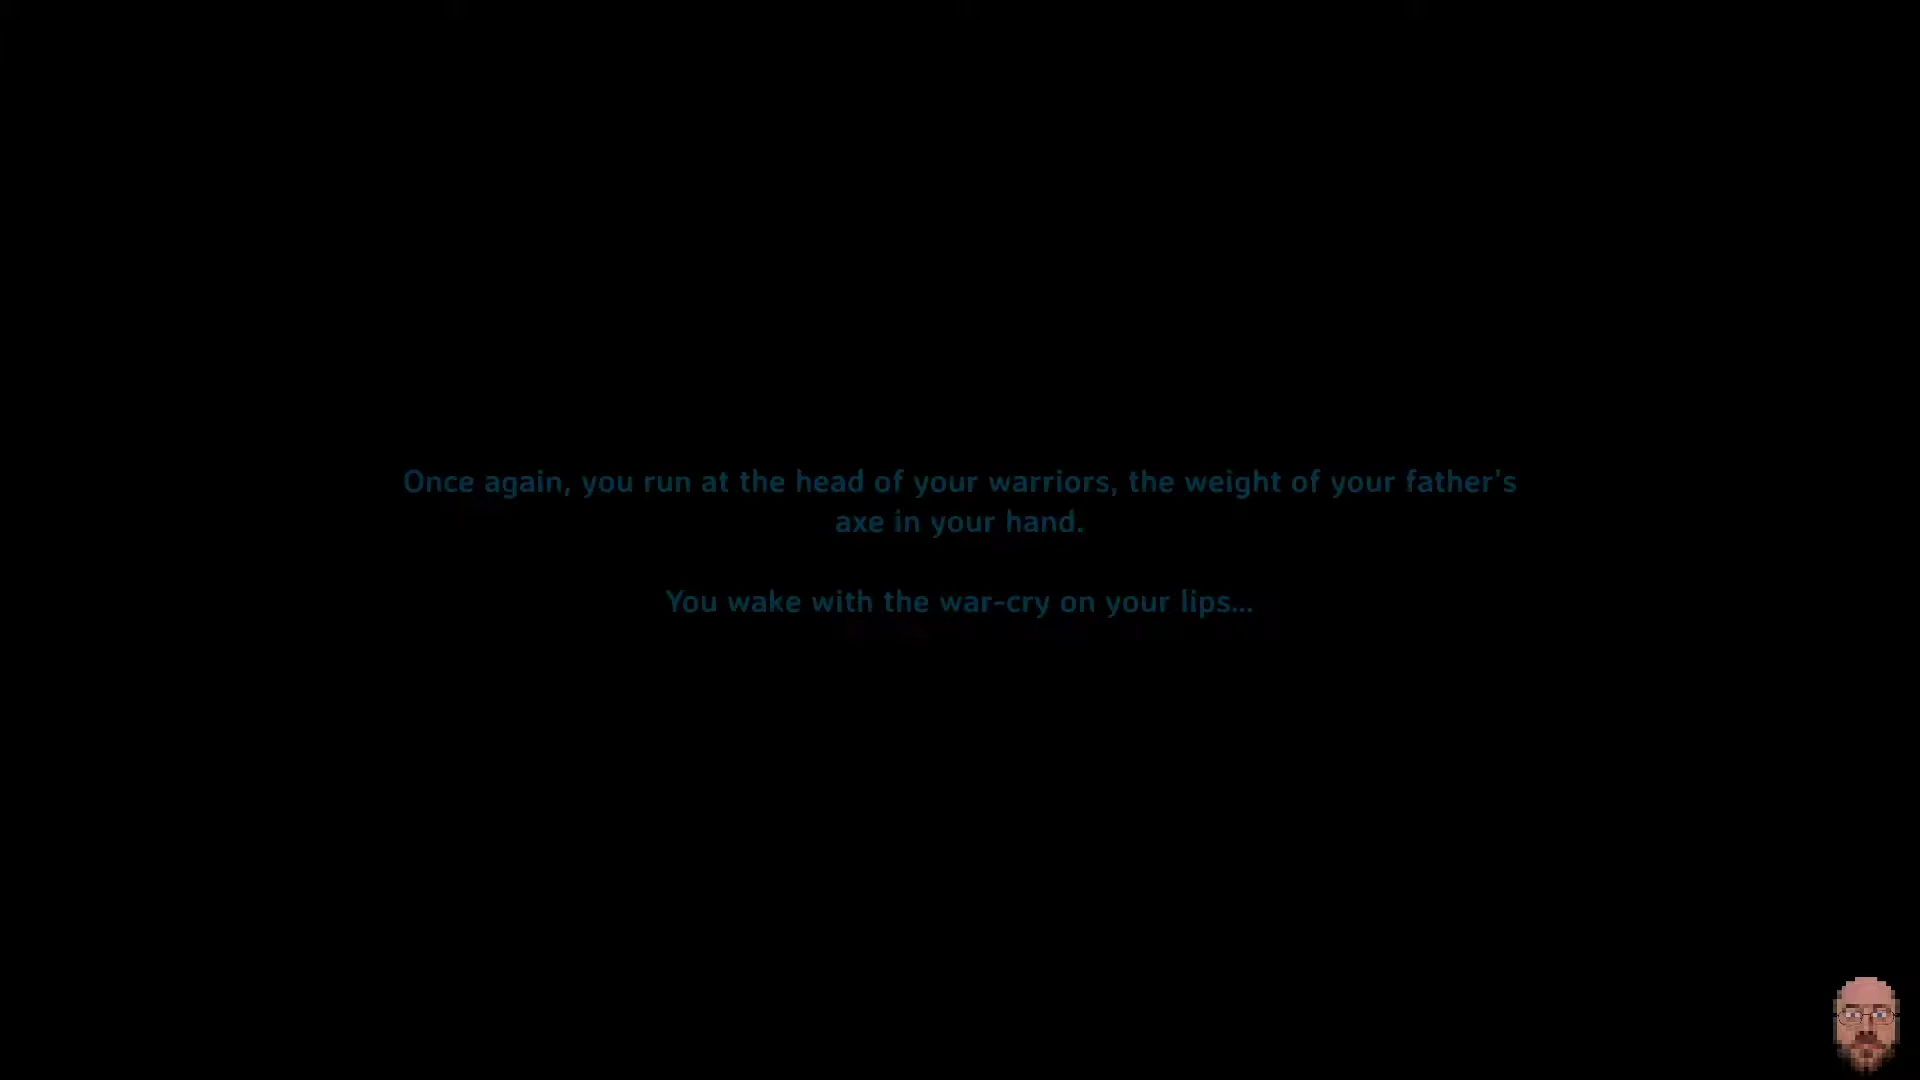 Once again, you run at the head of your warriors, the weight of your father's
axe in your hand.
You wake with the war-cry on your lips...